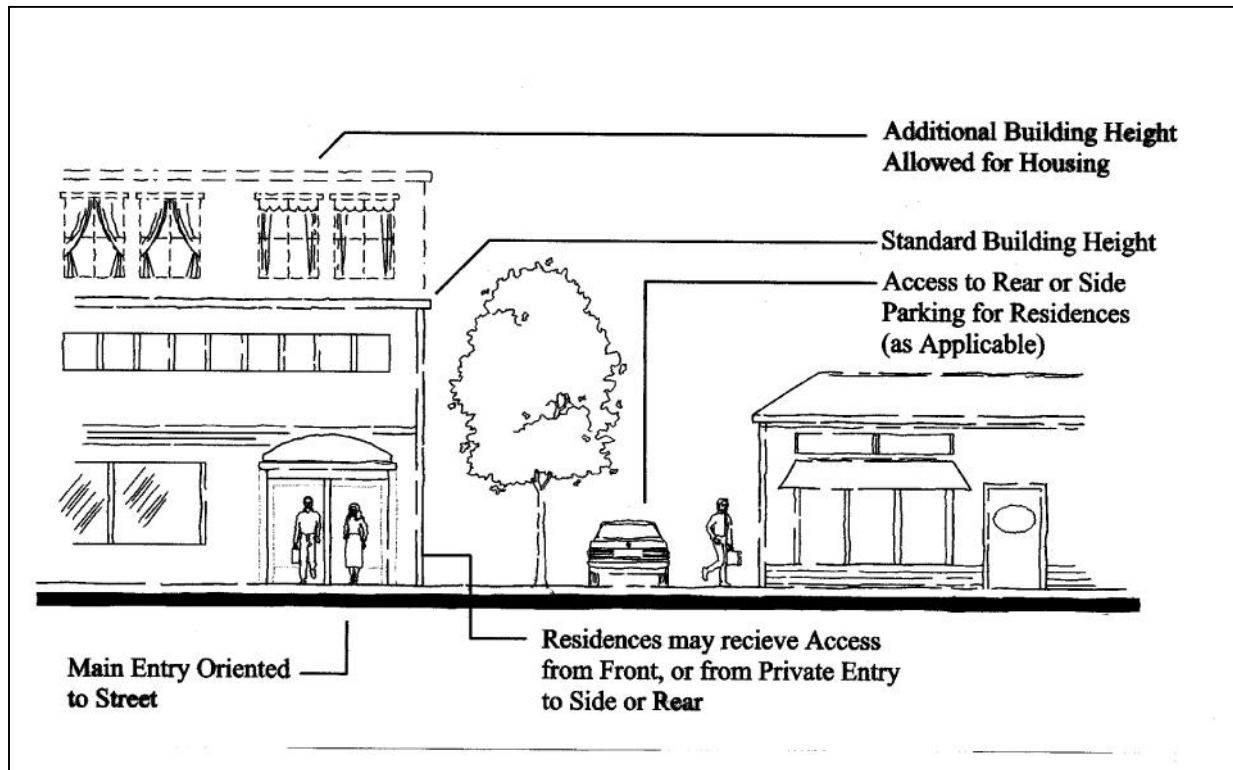 Additional Building Height
Allowed for Housing
Standard Building Height
Access to Rear or Side
Parking for Residences
(as Applicable)
Residences may recieve Access
from Front, or from Private Entry
to Side or Rear
Main Entry Oriented
to Street